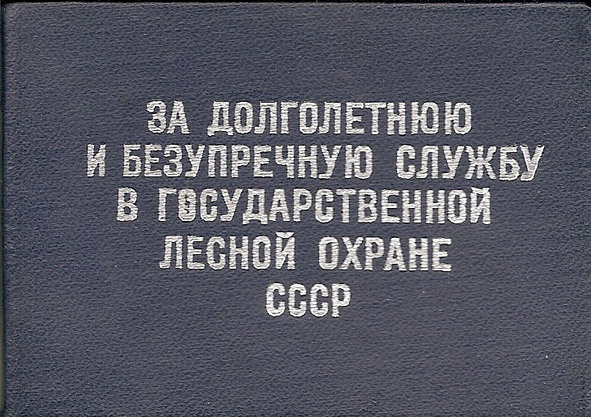 ЗА ДОЛГОЛЕТНЮЮ
И БЕЗУПРЕЧНУЮ СЛУЖБУ
В ГОСУДАРСТВЕННОЙ
ЛЕСНОЙ ОХРАНЕ
СССР